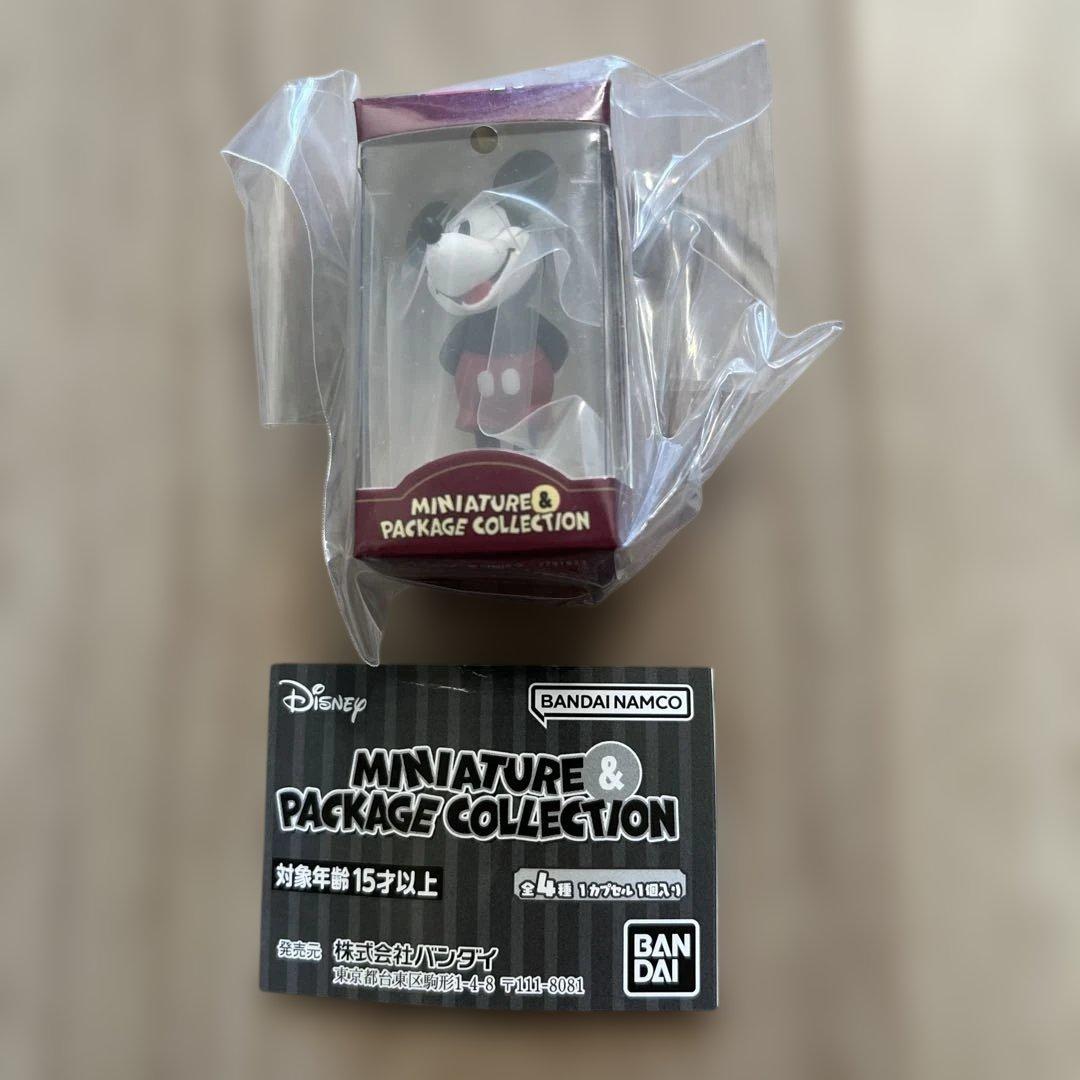 MINIATURE &
PACKAGE COLLECTION
Disney
BANDAI NAMCO
MINIATURE &
PACKAGE COLLECTION
対象年齢15才以上
全4種 1カプセル1個入り
発売元 株式会社バンダイ
東京都台東区駒形1-4-8 〒111-8081
BAN
DAI